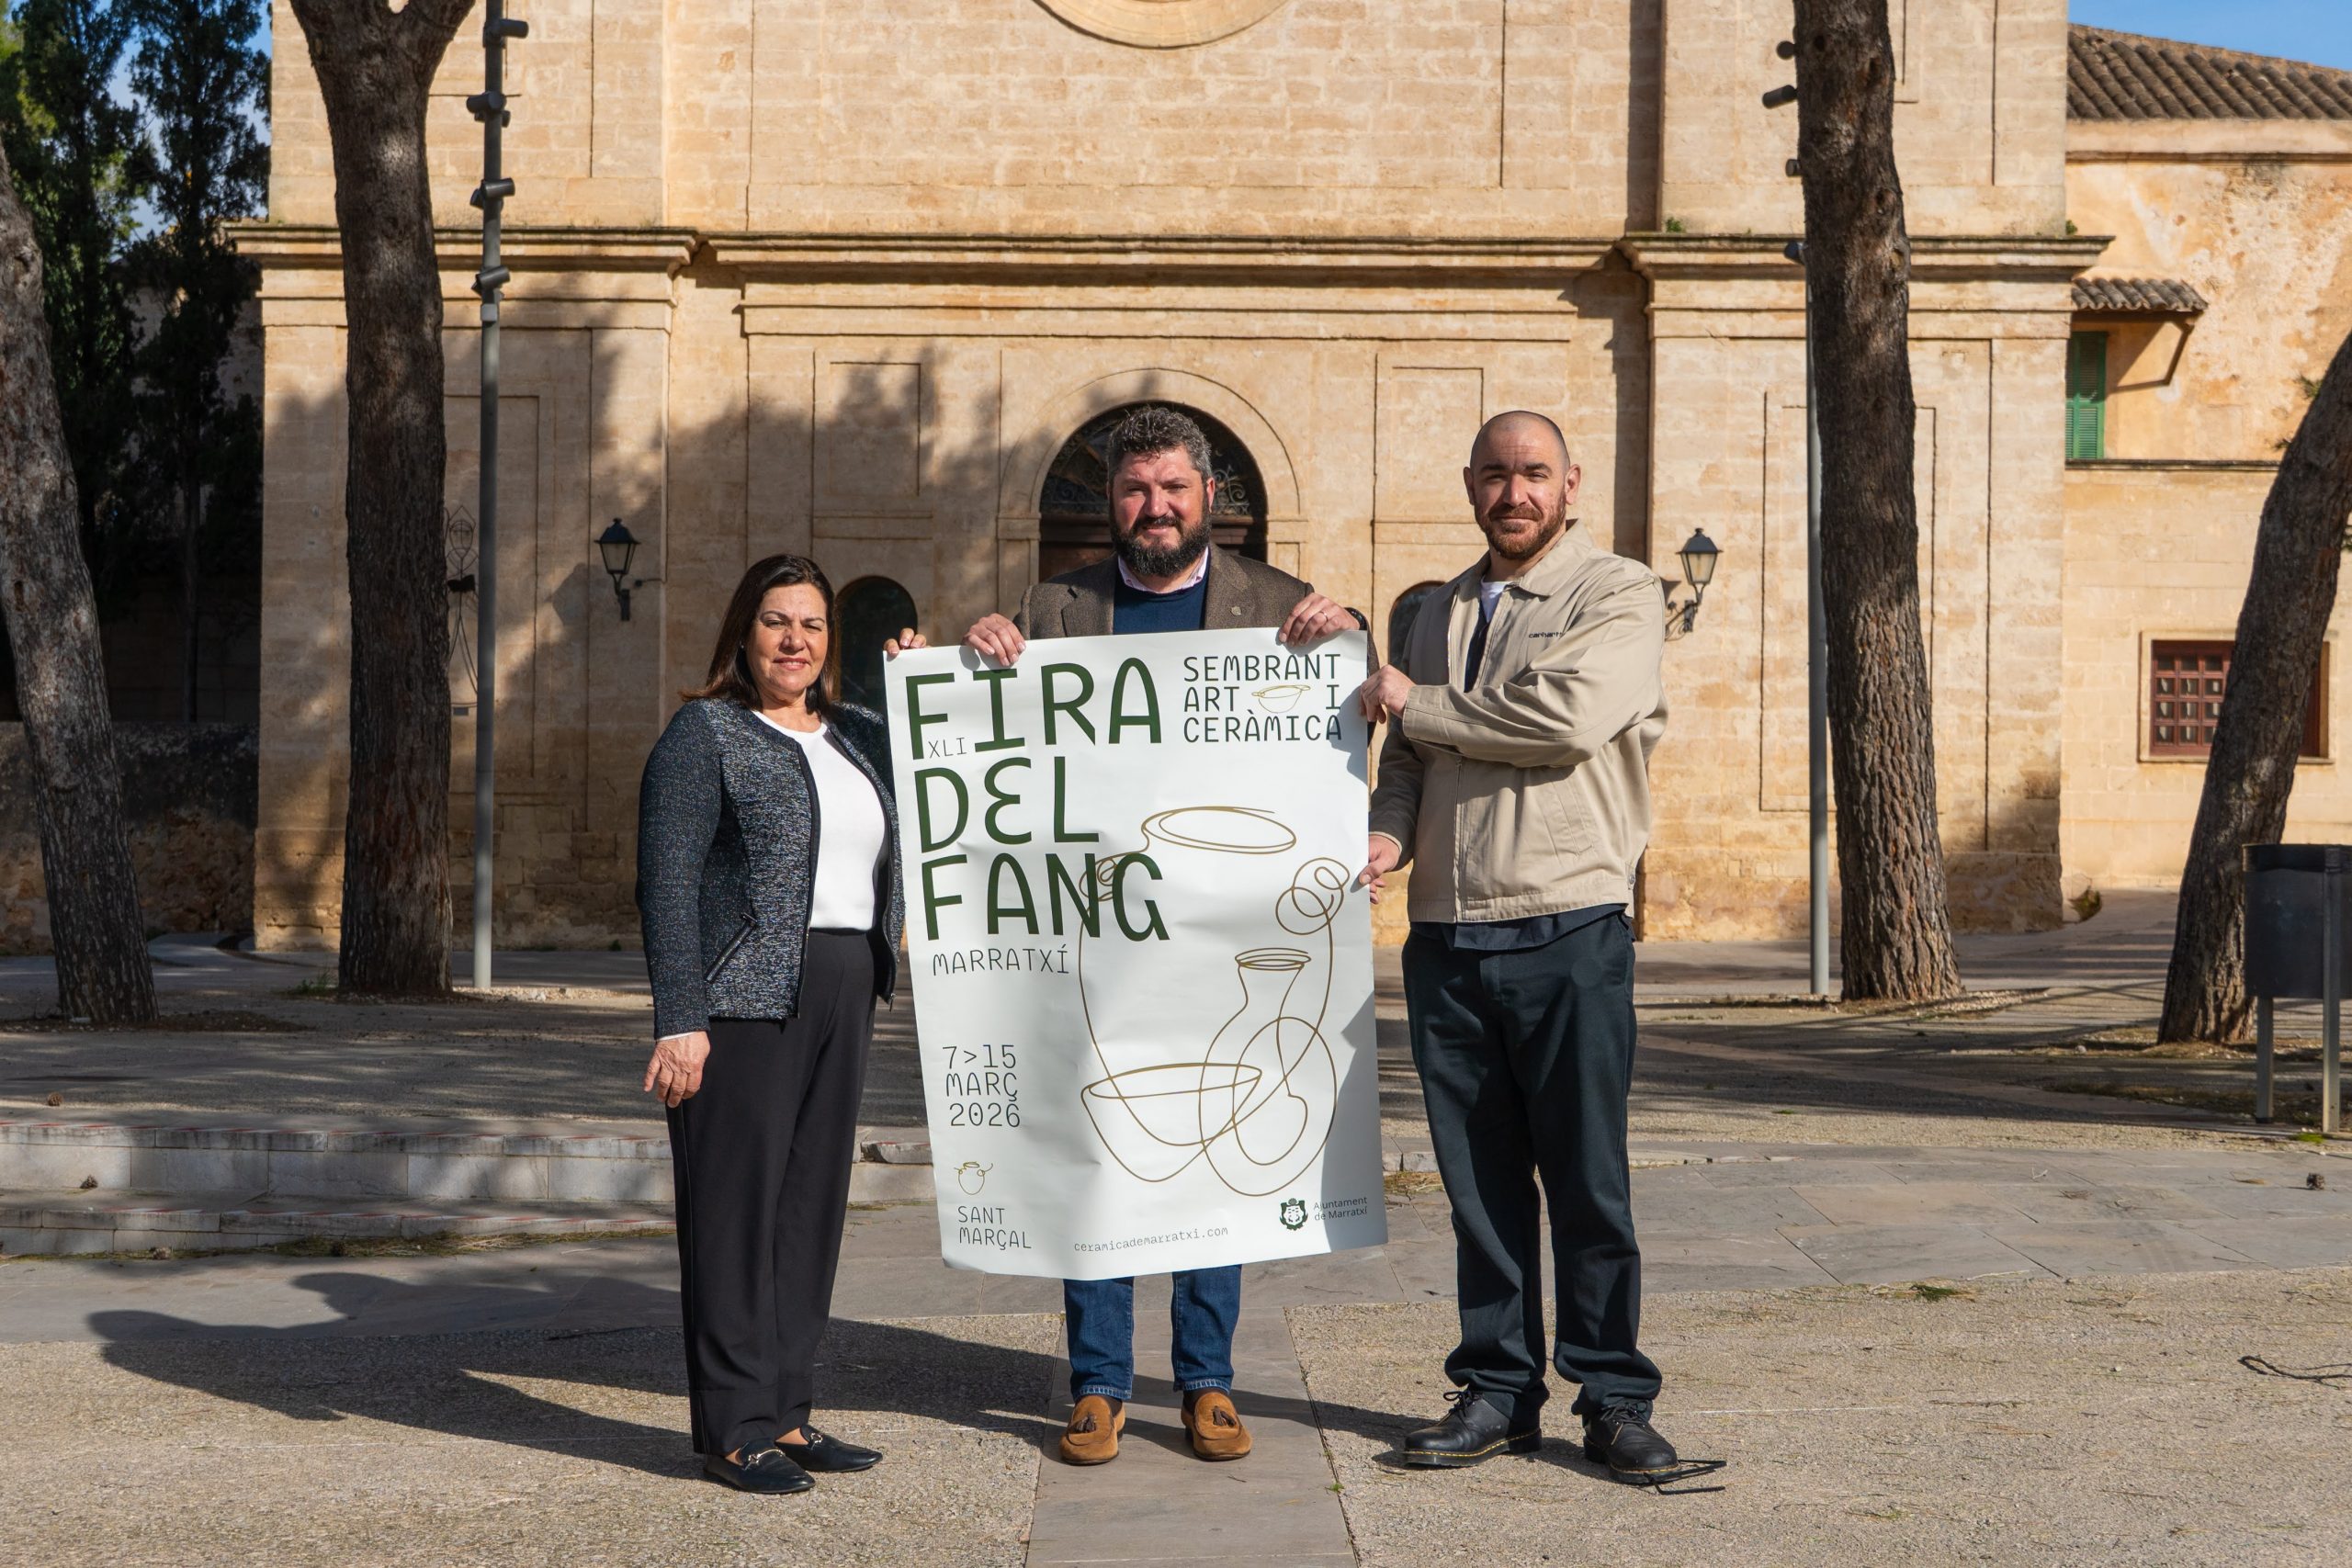 FIRA
XLI
DEL
FANG
MARRATXÍ
SEMBRANT
ART I
CERÀMICA
7>15
MARÇ
2026
SANT
MARÇAL
ceramicademarratxi.com
Ajuntament
de Marratxí
carhartt